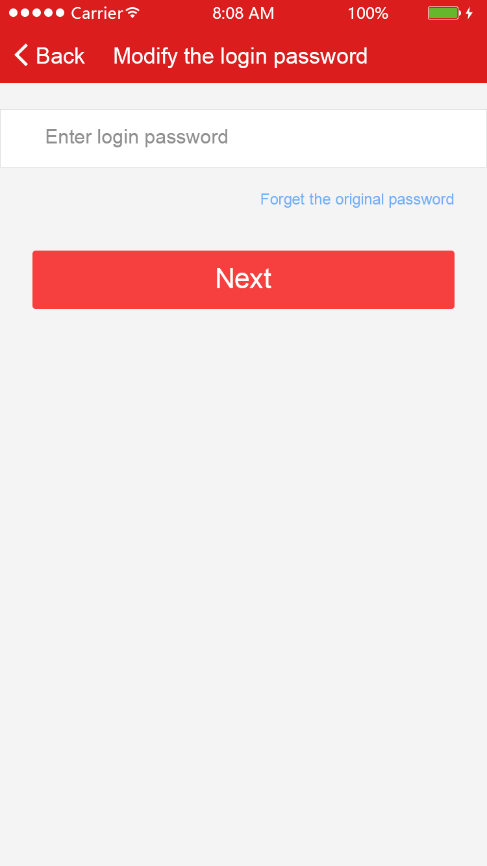 Carrier 8:08 AM 100%
Back Modify the login password
Enter login password
Forget the original password
Next